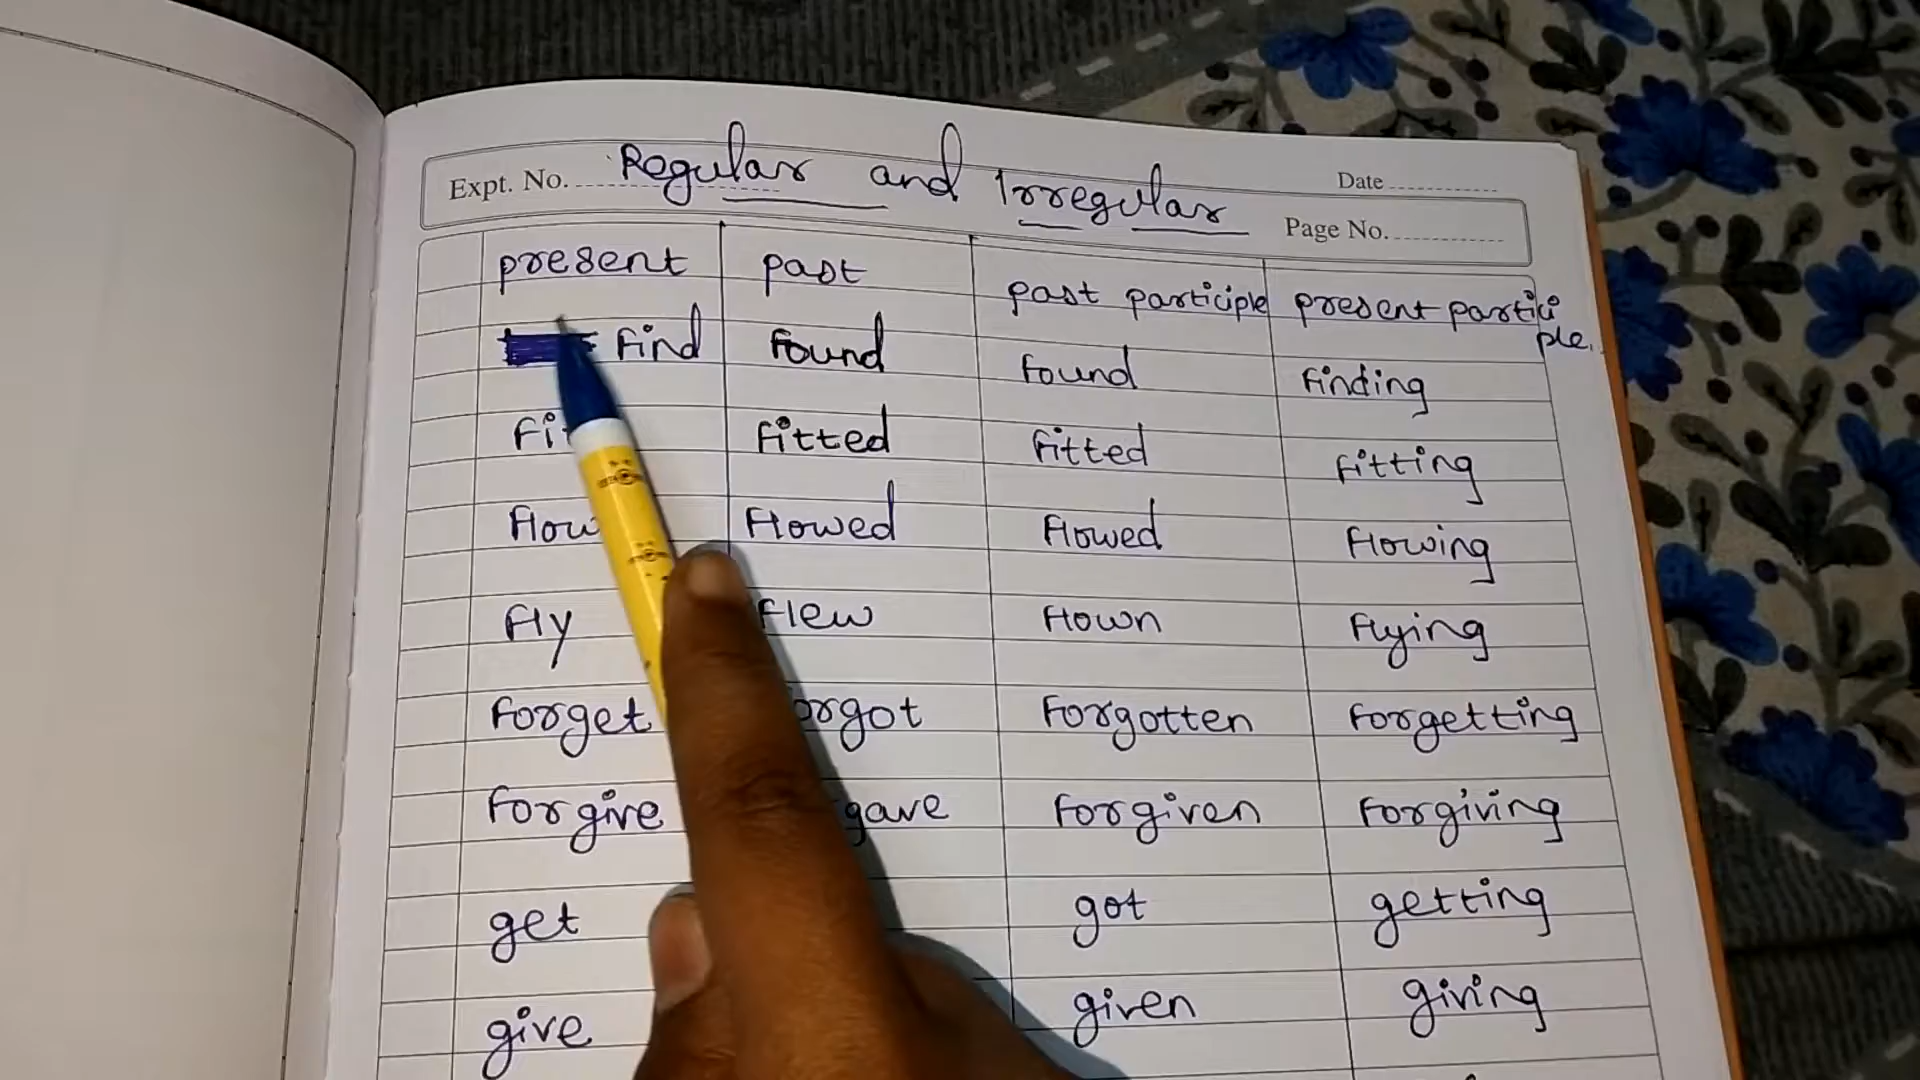 Expt. No. Regular and Irregular Date
Page No.
present past past participle present partici
ple.
Find Found Found Finding
Fitted Fitted Fitting
Flowed Flowed Flowing
Fly Flew Flown Flying
Forget Forgotten Forgetting
Forgive Forgiven Forgiving
get got getting
give given giving